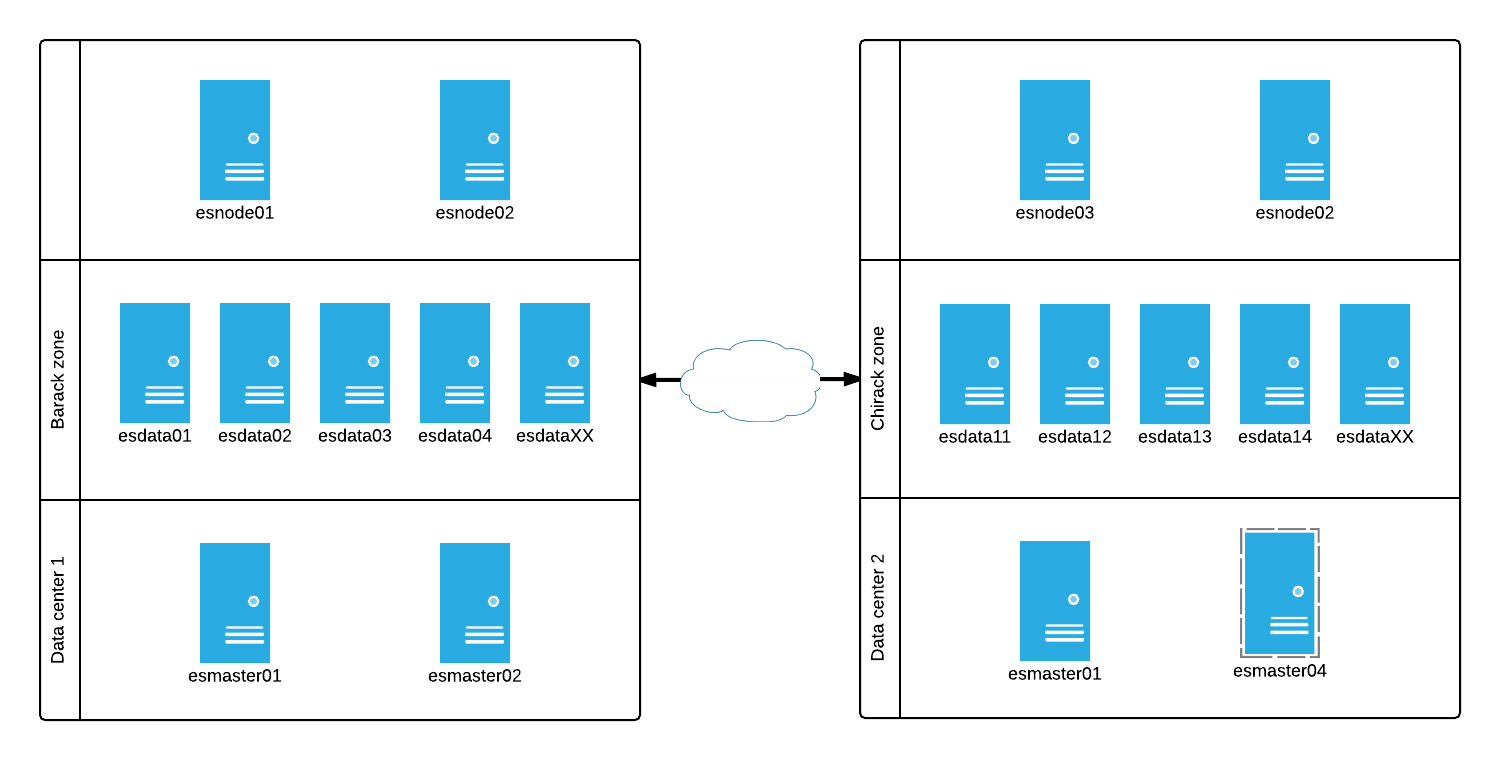 esnode01
esnode02
Barack zone
esdata01
esdata02
esdata03
esdata04
esdataXX
Data center 1
esmaster01
esmaster02
esnode03
esnode02
Chirack zone
esdata11
esdata12
esdata13
esdata14
esdataXX
Data center 2
esmaster01
esmaster04